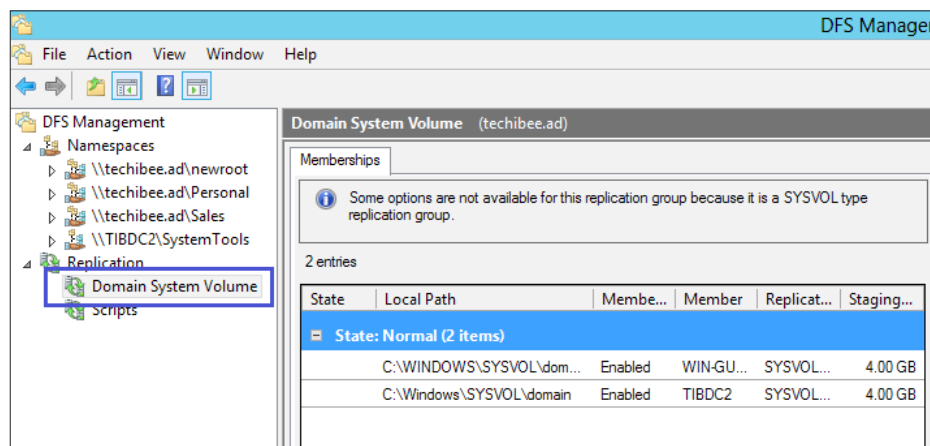 DFS Manage
File Action View Window Help
DFS Management
Namespaces
\\techibee.ad\newroot
\\techibee.ad\Personal
\\techibee.ad\Sales
\\TIBDC2\SystemTools
Replication
Domain System Volume
Scripts
Domain System Volume (techibee.ad)
Memberships
Some options are not available for this replication group because it is a SYSVOL type
replication group.
2 entries
State Local Path Membe... Member Replicat... Staging...
State: Normal (2 items)
C:\WINDOWS\SYSVOL\dom... Enabled WIN-GU... SYSVOL... 4.00 GB
C:\Windows\SYSVOL\domain Enabled TIBDC2 SYSVOL... 4.00 GB